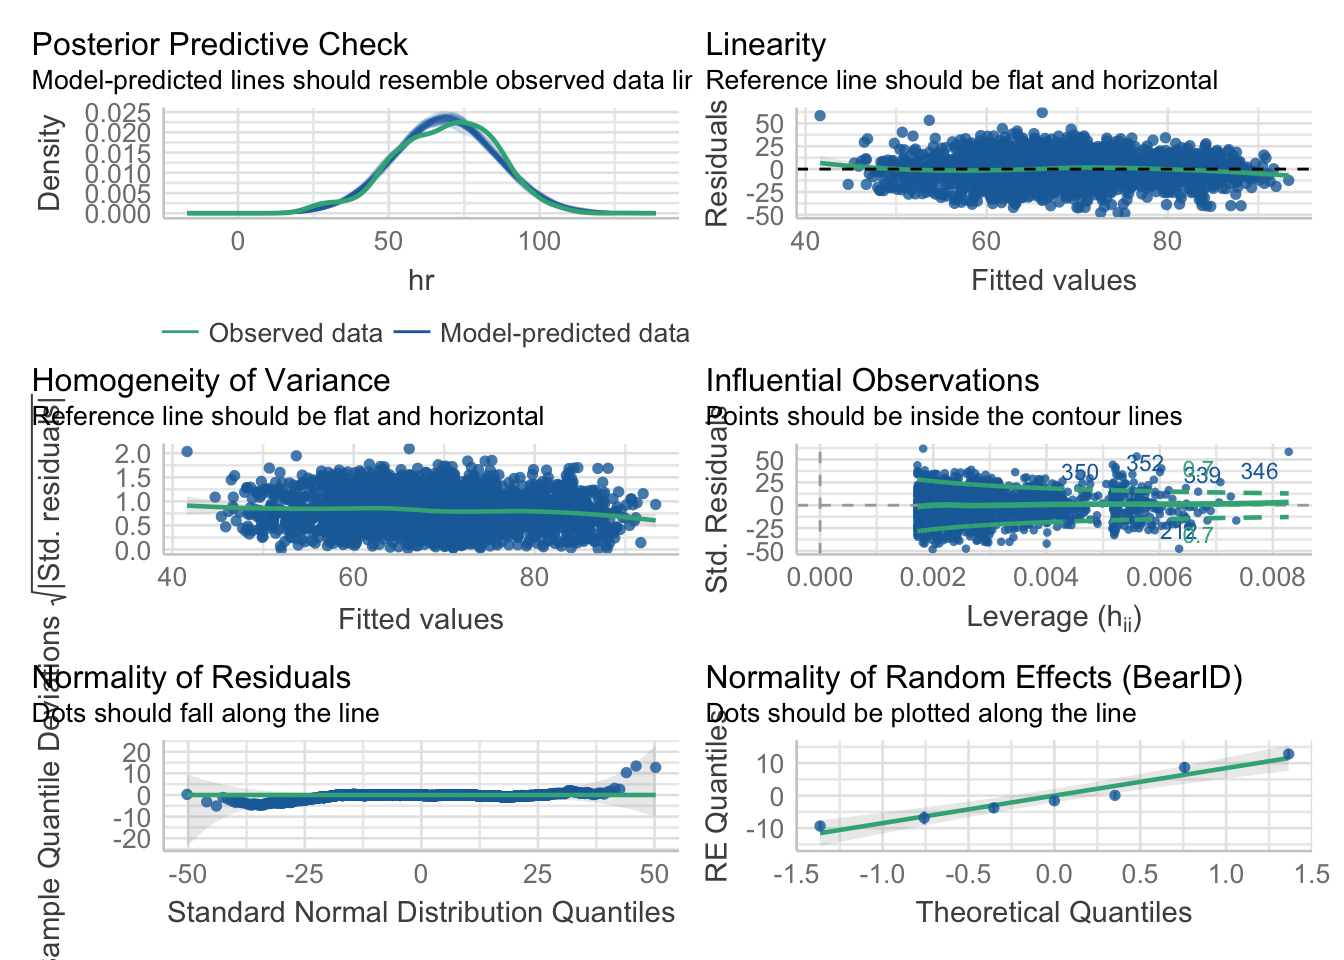 Posterior Predictive Check
Model-predicted lines should resemble observed data lin
Density
0.025
0.020
0.015
0.010
0.005
0.000
0 50 100
hr
Observed data Model-predicted data
Linearity
Reference line should be flat and horizontal
Residuals
50
25
0
-25
-50
40 60 80
Fitted values
Homogeneity of Variance
Reference line should be flat and horizontal
√|Std. residuals|
2.0
1.5
1.0
0.5
0.0
40 60 80
Fitted values
Influential Observations
Points should be inside the contour lines
Std. Residuals
50
25
0
-25
-50
350
352
0.7
339
346
212
0.7
0.000 0.002 0.004 0.006 0.008
Leverage (hii)
Normality of Residuals
Dots should fall along the line
ample Quantile Deviations
20
10
0
-10
-20
-50 -25 0 25 50
Standard Normal Distribution Quantiles
Normality of Random Effects (BearID)
Dots should be plotted along the line
RE Quantiles
10
0
-10
-1.5 -1.0 -0.5 0.0 0.5 1.0 1.5
Theoretical Quantiles